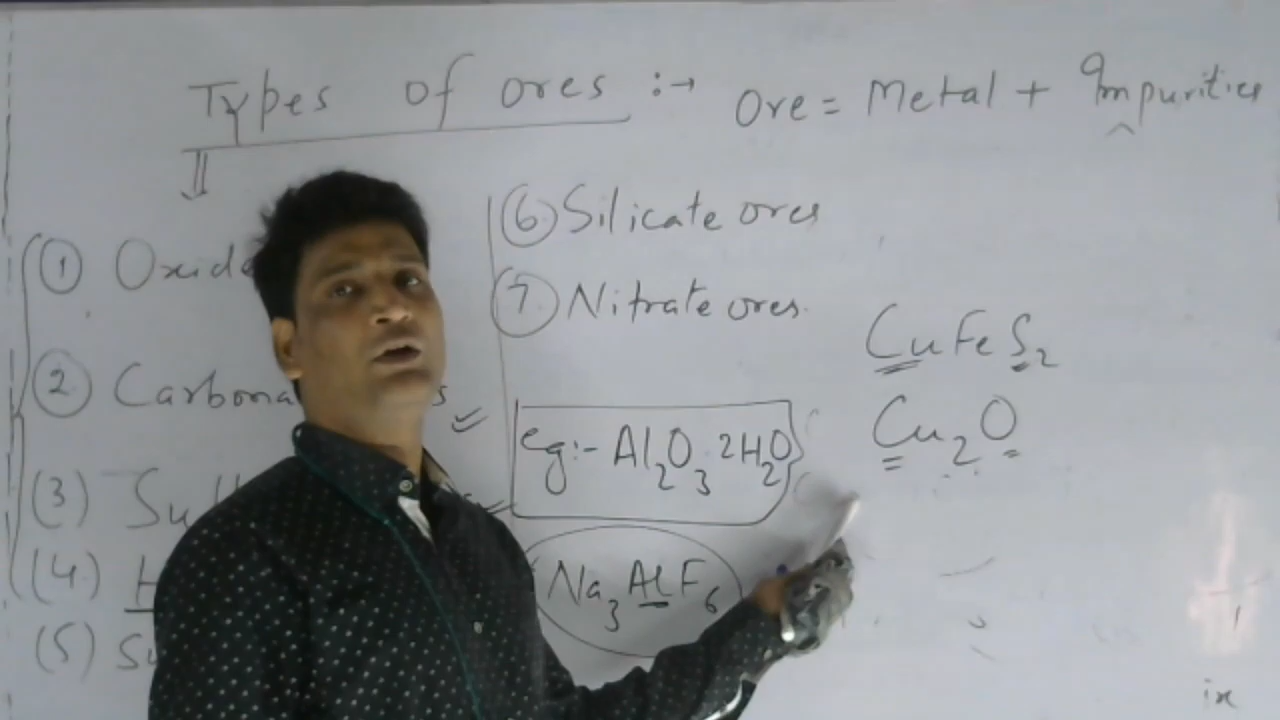 Types of ores :→ Ore = Metal + Impurities
① Oxide
② Carbona s
(3) Su
(4) H
(5) Su
⑥ Silicate ores
⑦ Nitrate ores.
eg:- Al₂O₃ 2H₂O
Na₃AlF₆
CuFeS₂
Cu₂O